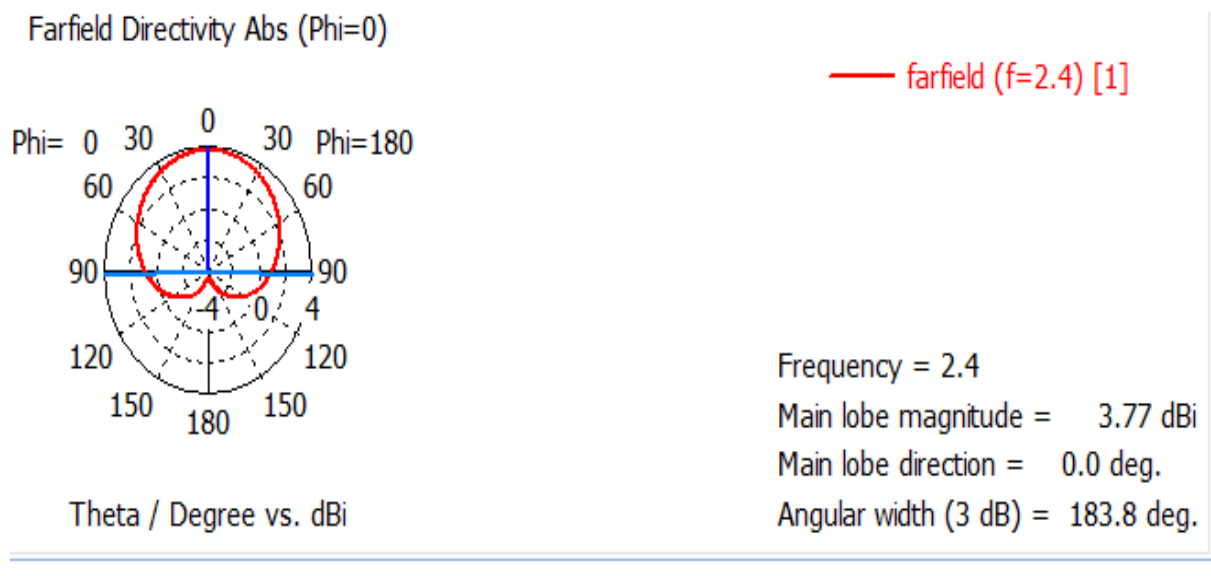 Farfield Directivity Abs (Phi=0)
farfield (f=2.4) [1]
0
Phi= 0 30 30 Phi=180
60 60
90 90
-4 0 4
120 120
150 150
180
Frequency = 2.4
Main lobe magnitude = 3.77 dBi
Main lobe direction = 0.0 deg.
Angular width (3 dB) = 183.8 deg.
Theta / Degree vs. dBi